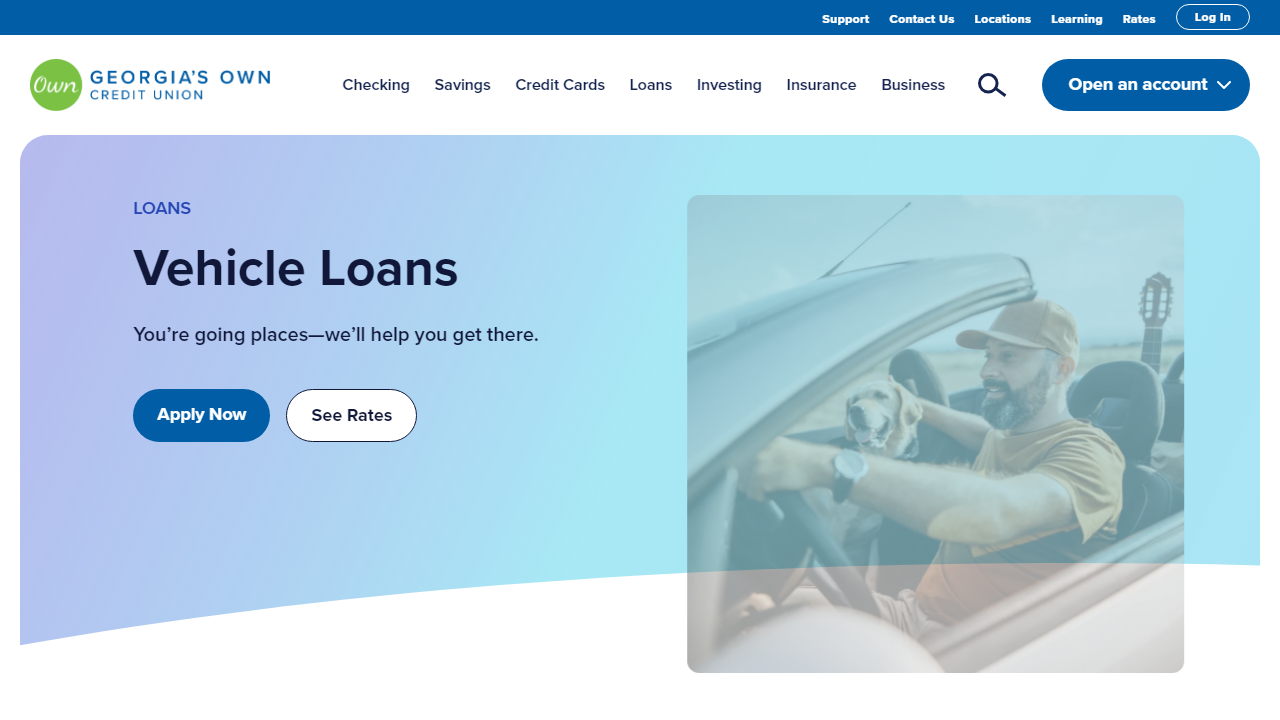 Support Contact Us Locations Learning Rates Log In
Own GEORGIA'S OWN
CREDIT UNION
Checking Savings Credit Cards Loans Investing Insurance Business Open an account
LOANS
Vehicle Loans
You’re going places—we’ll help you get there.
Apply Now See Rates